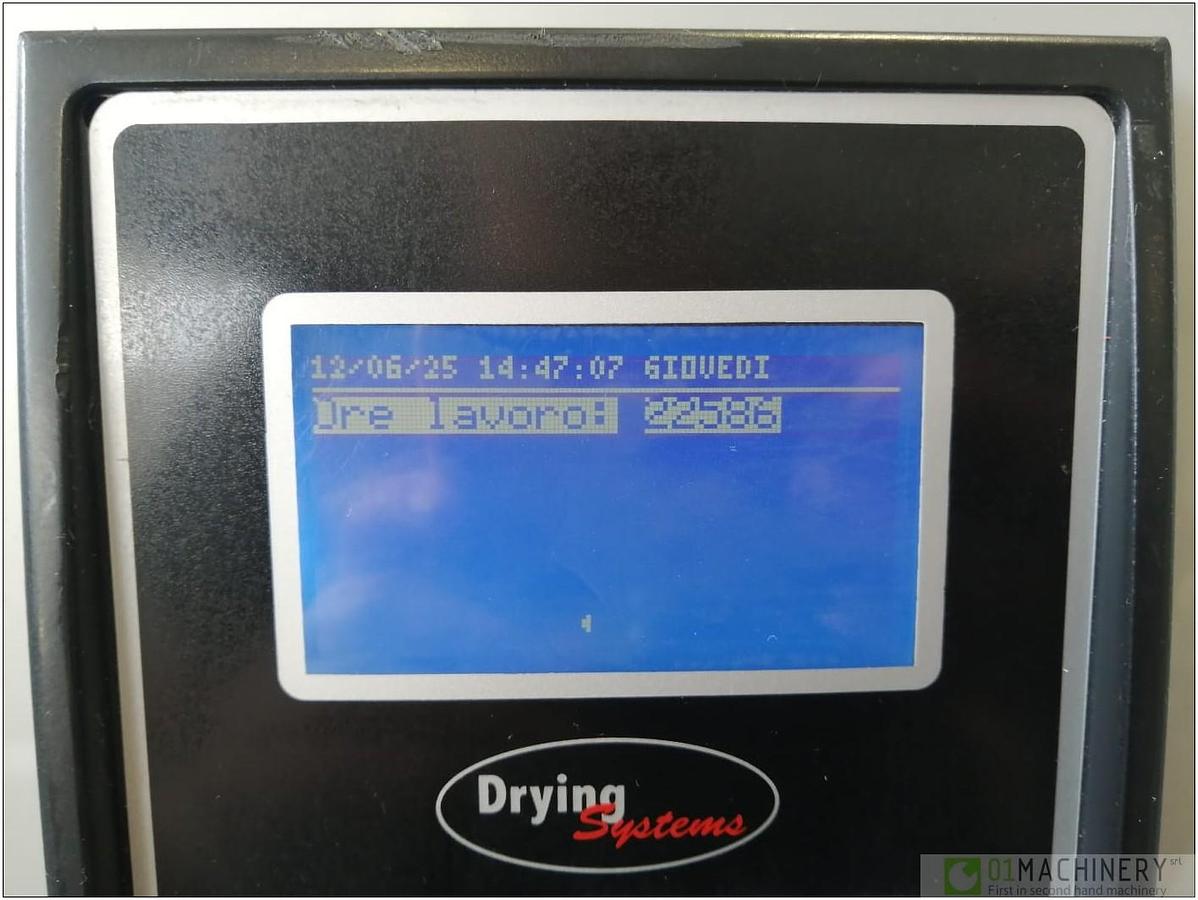 12/06/25 14:47:07 GIOVEDI
Ore lavoro: 22586
Drying
Systems
01MACHINERY srl
First in second hand machinery